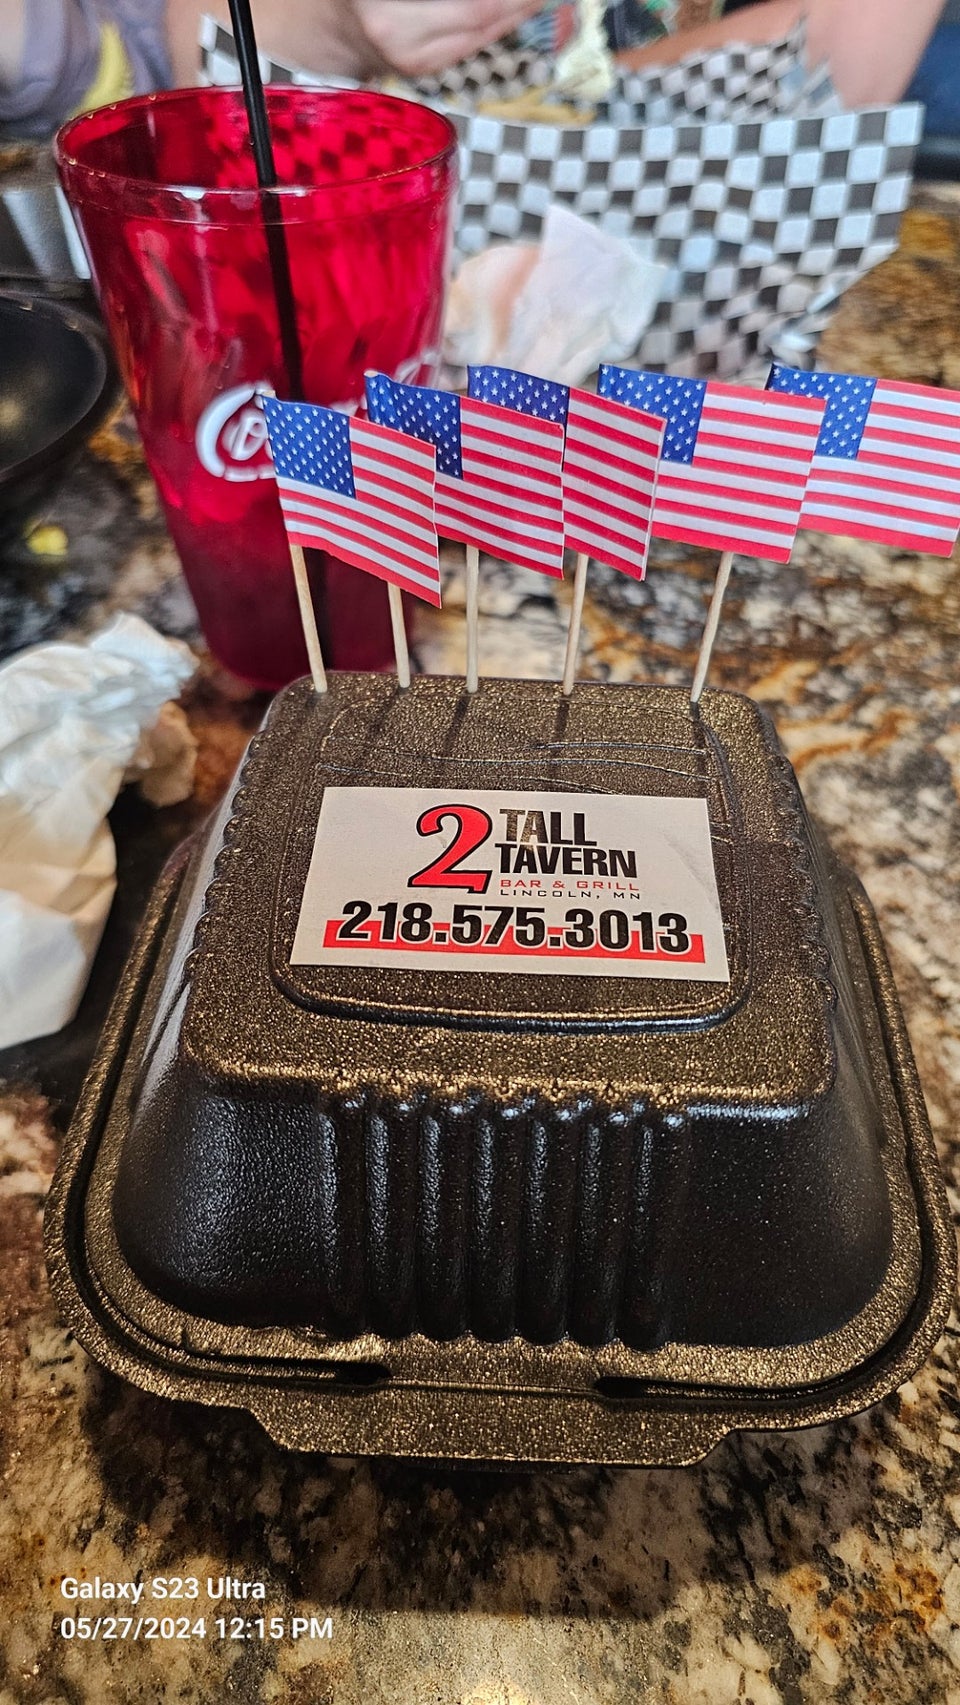 2 TALL
TAVERN
BAR & GRILL
LINCOLN, MN
218.575.3013
Galaxy S23 Ultra
05/27/2024 12:15 PM